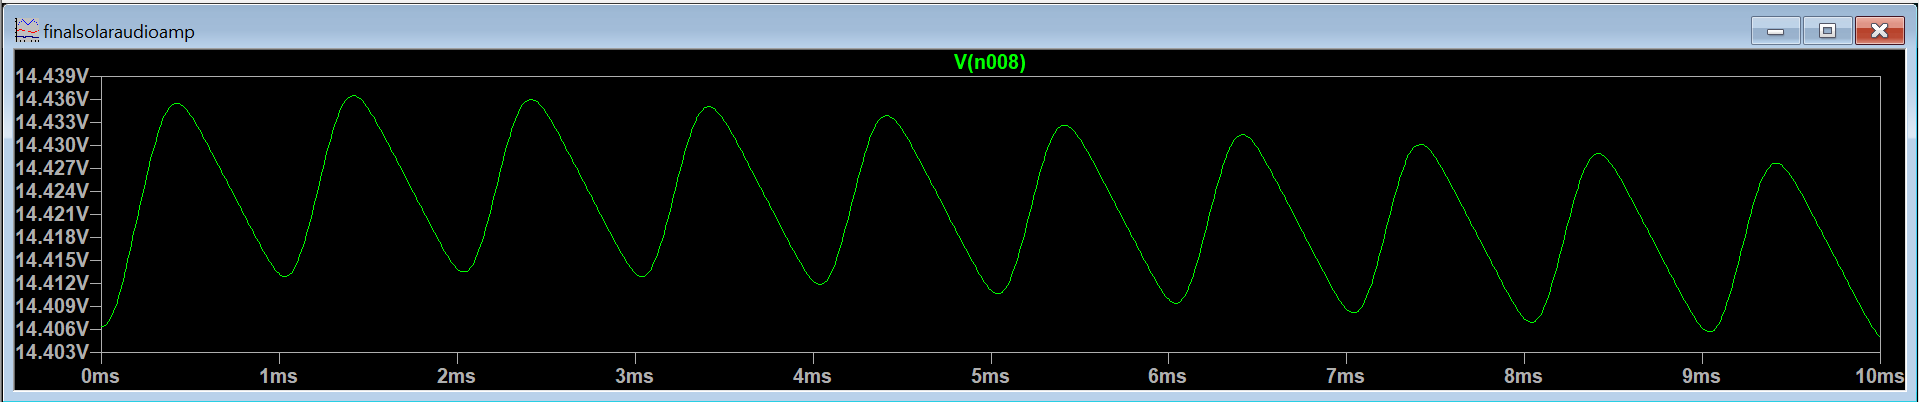 finalsolaraudioamp
V(n008)
14.439V
14.436V
14.433V
14.430V
14.427V
14.424V
14.421V
14.418V
14.415V
14.412V
14.409V
14.406V
14.403V
0ms 1ms 2ms 3ms 4ms 5ms 6ms 7ms 8ms 9ms 10ms